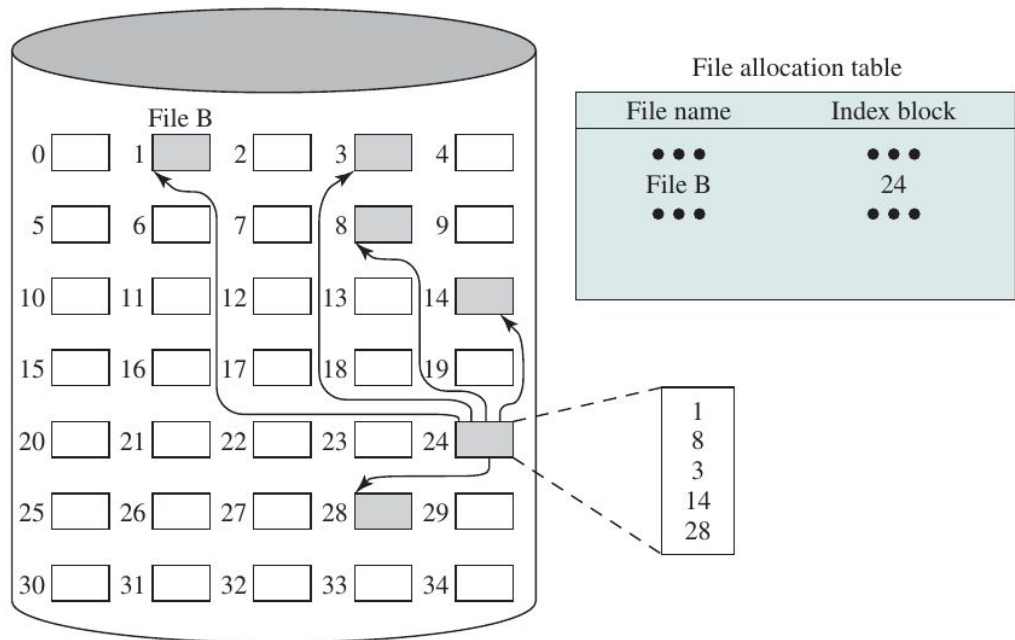 File B
0 1 2 3 4
5 6 7 8 9
10 11 12 13 14
15 16 17 18 19
20 21 22 23 24
25 26 27 28 29
30 31 32 33 34
File allocation table
File name Index block
••• •••
File B 24
••• •••
1
8
3
14
28